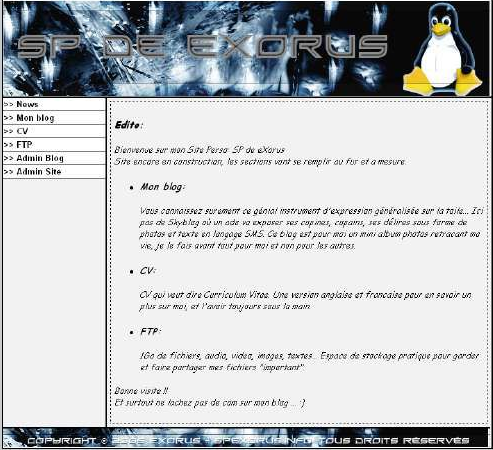 SP DE EXORUS
>> News
>> Mon blog
>> CV
>> FTP
>> Admin Blog
>> Admin Site
Edito:
Bienvenue sur mon Site Perso: SP de eXorus
Site encore en construction, les sections vont se remplir au fur et a mesure.
Mon blog:
Vous connaissez surement ce génial instrument d'expression généralisée sur la toile... Ici
pas de Skyblog où un ado va exposer ses copines, copains, ses délires sous forme de
photos et texte en langage SMS. Ce blog est pour moi un mini album photos retracant ma
vie, je le fais avant tout pour moi et non pour les autres.
CV:
CV qui veut dire Curriculum Vitae. Une version anglaise et francaise pour en savoir un
plus sur moi, et l'avoir toujours sous la main.
FTP:
1Go de fichiers, audio, video, images, textes... Espace de stockage pratique pour garder
et faire partager mes fichiers "important".
Bonne visite !!
Et surtout ne lachez pas de com sur mon blog ... :)
COPYRIGHT © EXORUS - SPEXORUS.INFO TOUS DROITS RÉSERVÉS